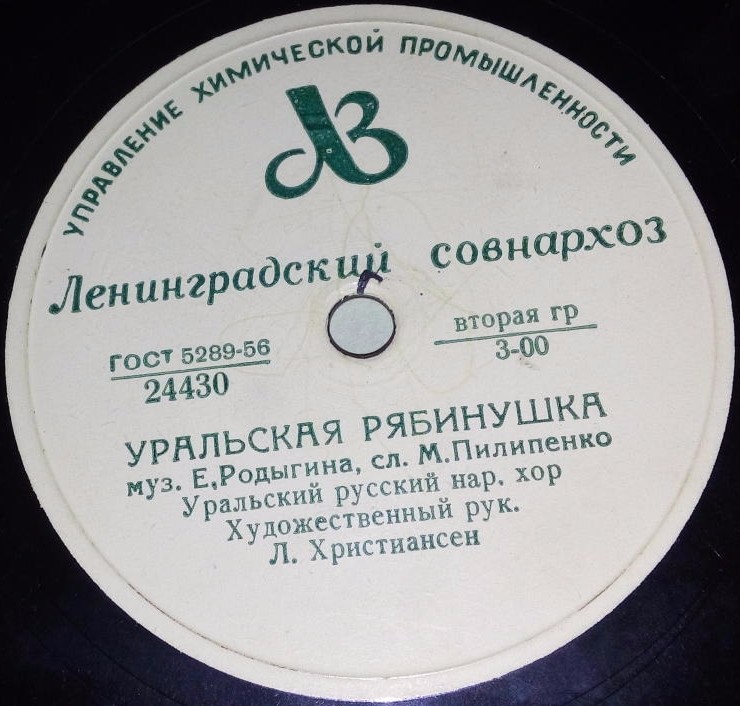 УПРАВЛЕНИЕ ХИМИЧЕСКОЙ ПРОМЫШЛЕННОСТИ
ЛЗ
Ленинградский совнархоз
ГОСТ 5289-56
24430
вторая гр
3-00
УРАЛЬСКАЯ РЯБИНУШКА
муз. Е,Родыгина, сл. М.Пилипенко
Уральский русский нар. хор
Художественный рук.
Л. Христиансен